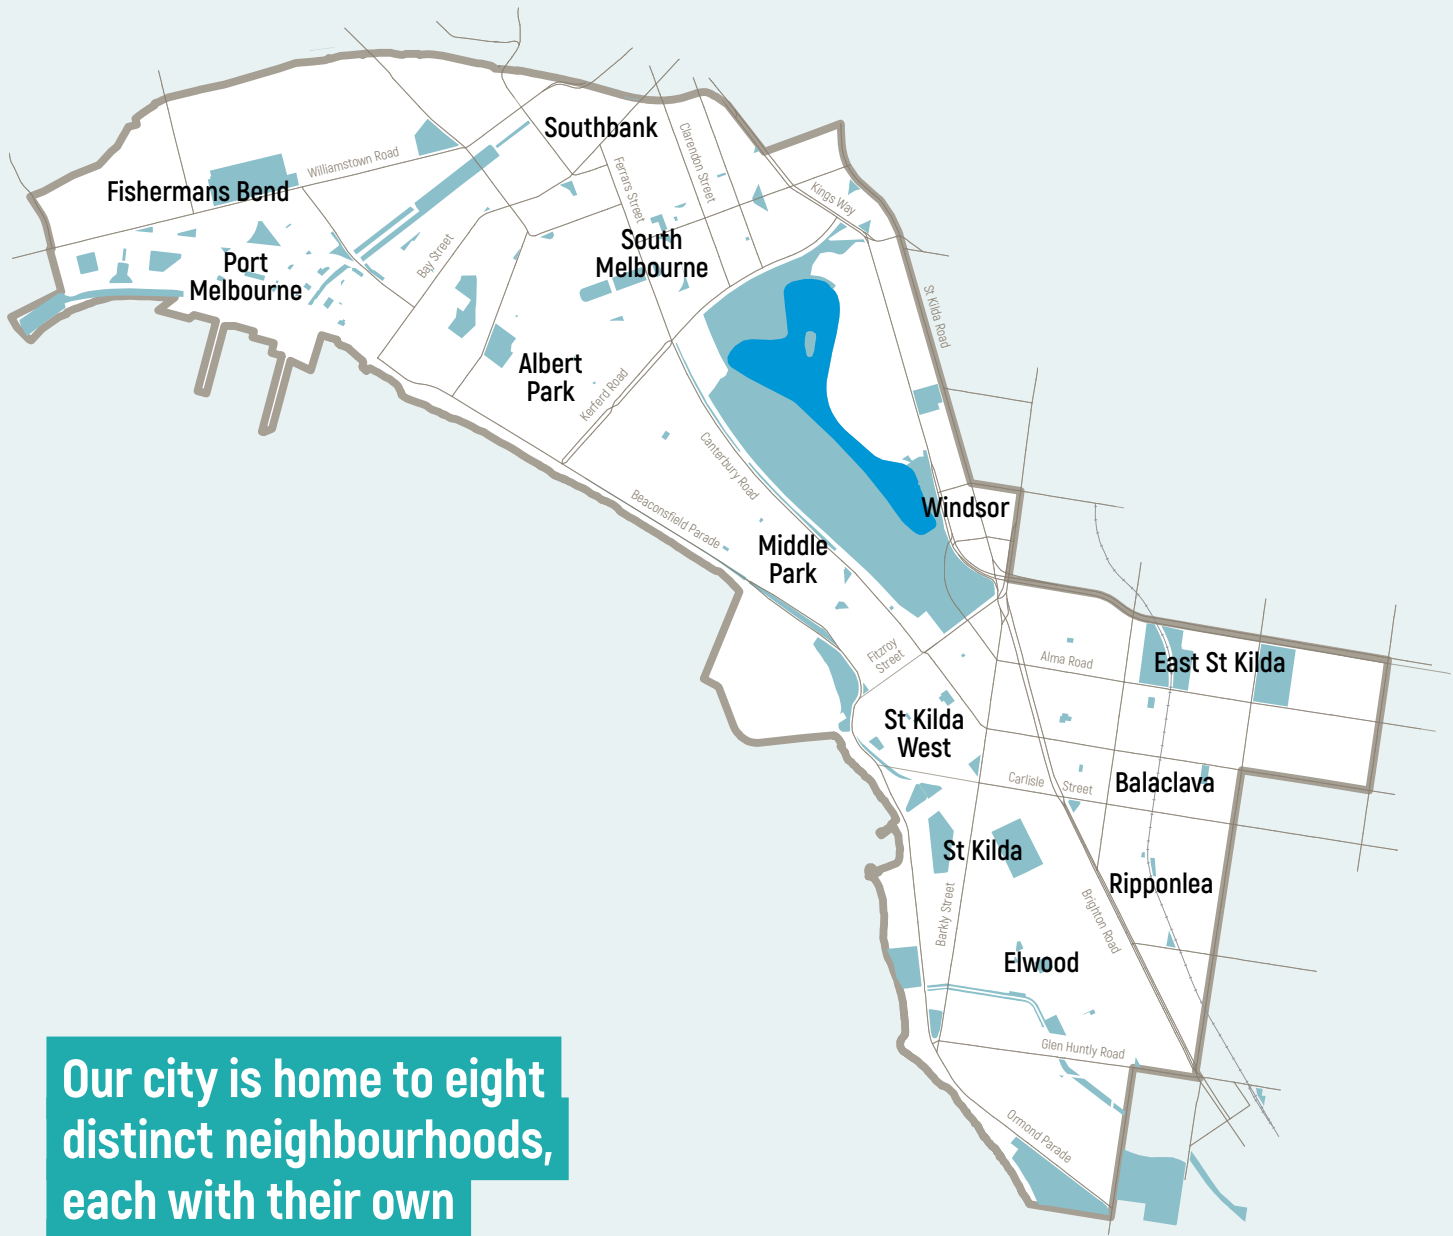 Southbank
Clarendon Street
Williamstown Road
Ferrars Street
Fishermans Bend
Kings Way
South
Melbourne
Bay Street
Port
Melbourne
St Kilda Road
Albert
Park
Kerferd Road
Canterbury Road
Windsor
Beaconsfield Parade
Middle
Park
Fitzroy
Street
Alma Road
East St Kilda
St Kilda
West
Carlisle Street
Balaclava
St Kilda
Ripponlea
Barkly Street
Brighton Road
Elwood
Glen Huntly Road
Ormond Parade
Our city is home to eight
distinct neighbourhoods,
each with their own